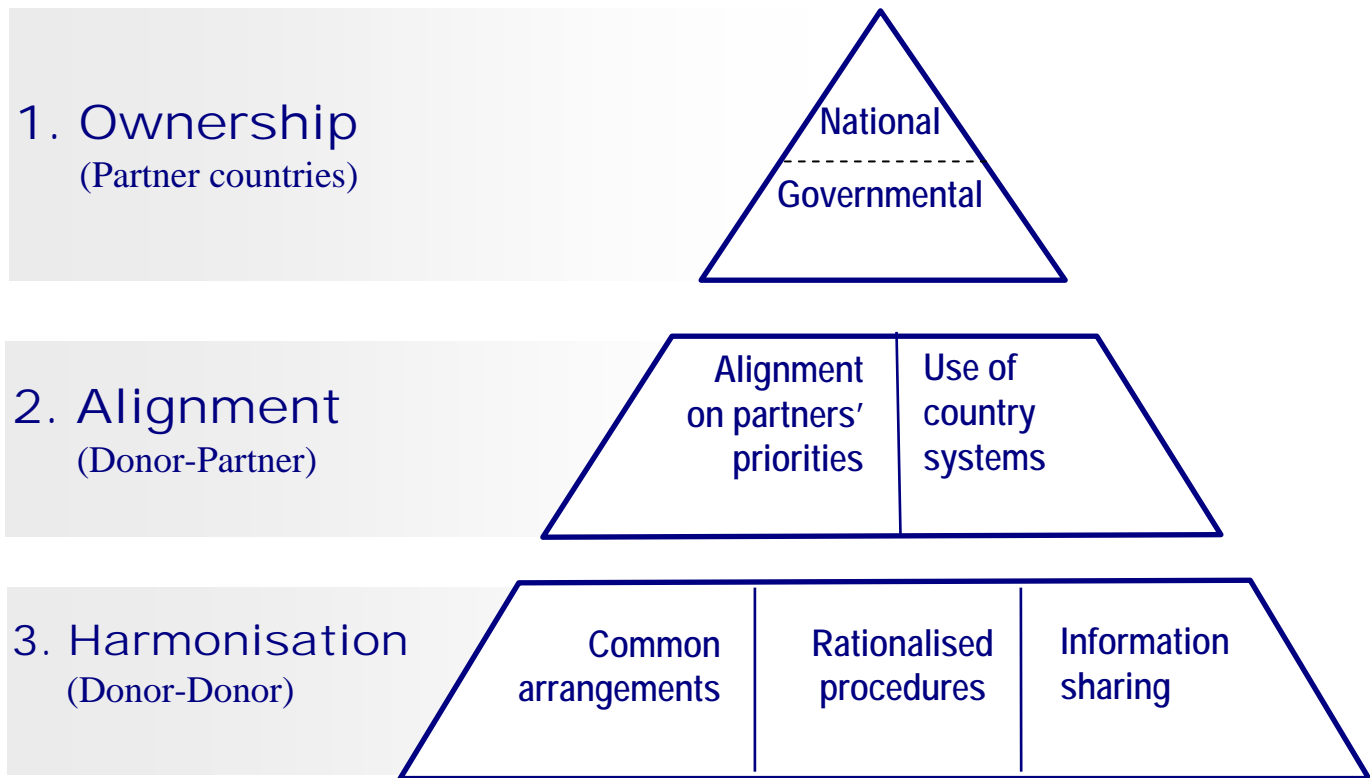 1. Ownership
(Partner countries)
National
Governmental
2. Alignment
(Donor-Partner)
Alignment
on partners’
priorities
Use of
country
systems
3. Harmonisation
(Donor-Donor)
Common
arrangements
Rationalised
procedures
Information
sharing